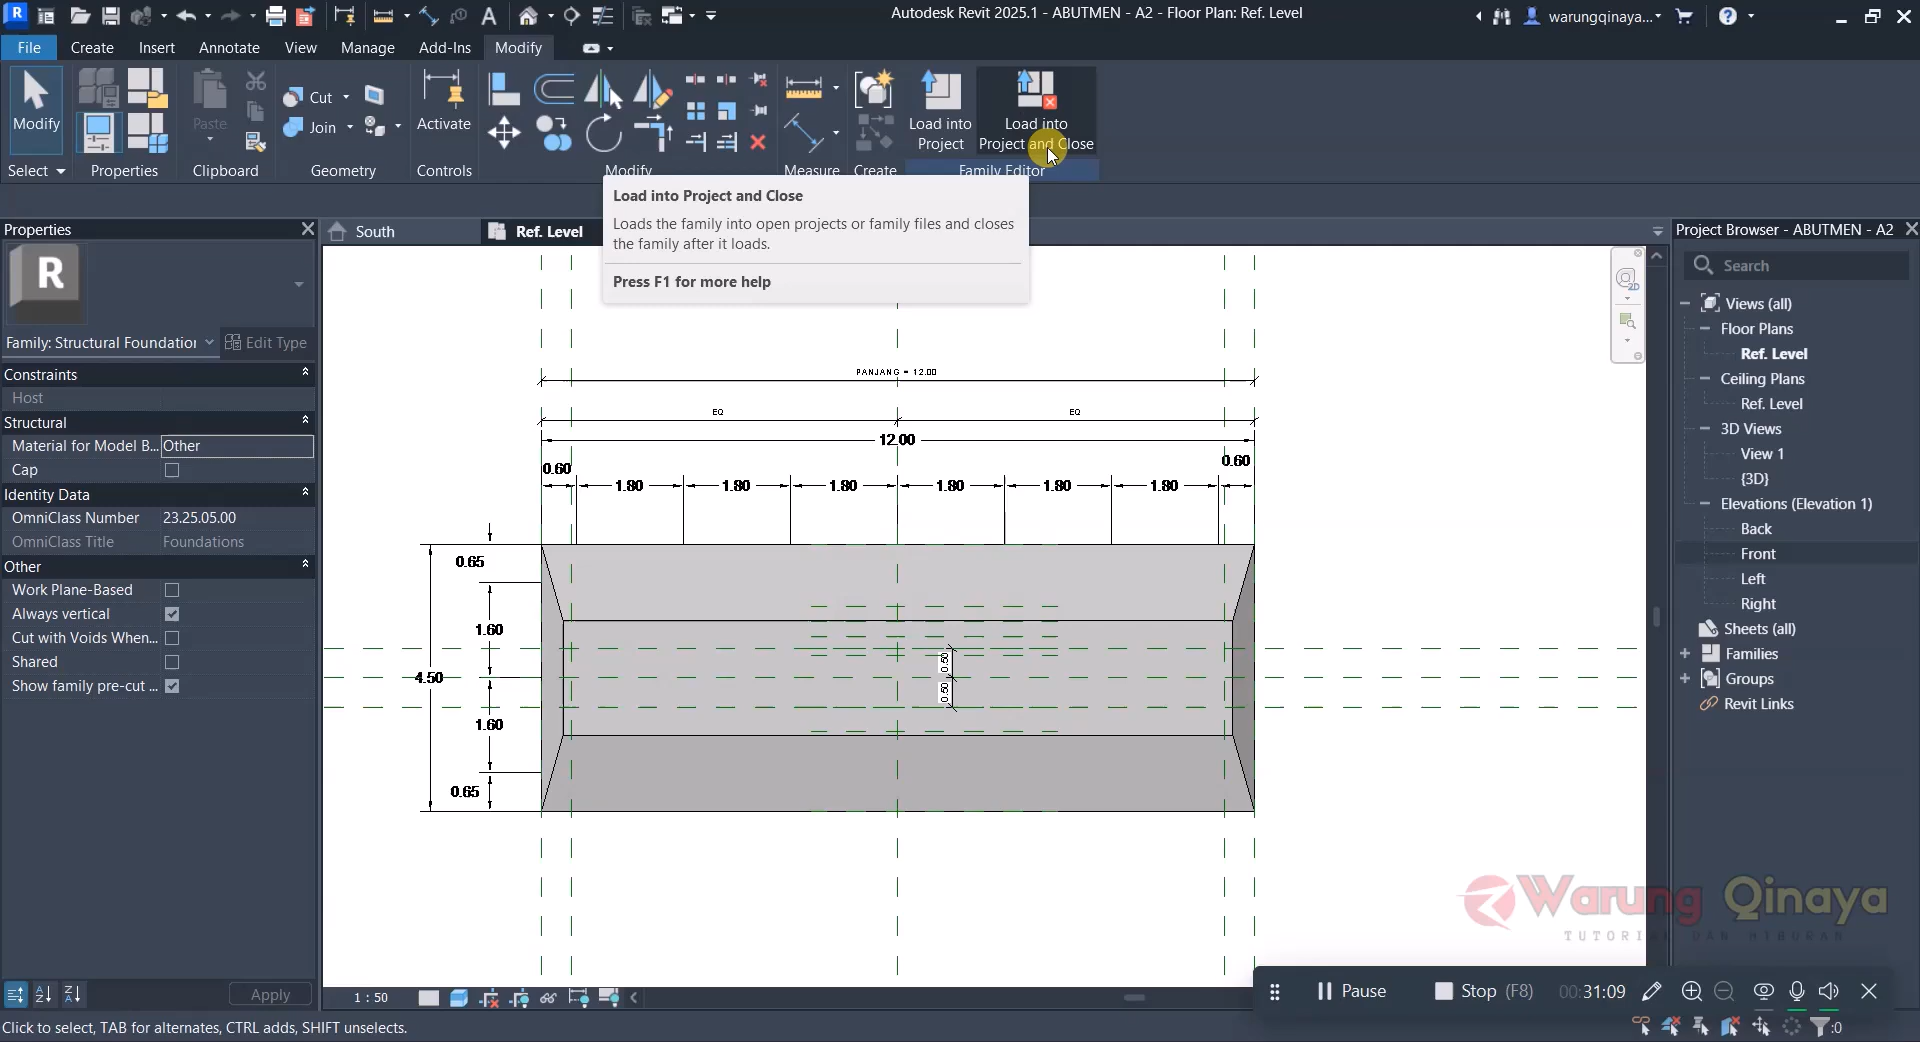 Autodesk Revit 2025.1 - ABUTMEN - A2 - Floor Plan: Ref. Level
warungqinaya...
File Create Insert Annotate View Manage Add-Ins Modify
Modify
Paste
Cut
Join
Activate
Load into
Project
Load into
Project and Close
Select Properties Clipboard Geometry Controls Modify Measure Create Family Editor
Load into Project and Close
Loads the family into open projects or family files and closes
the family after it loads.
Press F1 for more help
Properties
South
Ref. Level
R
Family: Structural Foundation
Edit Type
Constraints
Host
Structural
Material for Model B... Other
Cap
Identity Data
OmniClass Number 23.25.05.00
OmniClass Title Foundations
Other
Work Plane-Based
Always vertical
Cut with Voids When...
Shared
Show family pre-cut ...
Apply
PANJANG = 12.00
EQ EQ
12.00
0.60 0.60
1.80 1.80 1.80 1.80 1.80 1.80
0.65
1.60
4.50
1.60
0.65
0.50
0.50
Project Browser - ABUTMEN - A2
Search
Views (all)
Floor Plans
Ref. Level
Ceiling Plans
Ref. Level
3D Views
View 1
{3D}
Elevations (Elevation 1)
Back
Front
Left
Right
Sheets (all)
Families
Groups
Revit Links
2D
Warung Qinaya
TUTORIAL DAN HIBURAN
1 : 50
Pause
Stop (F8)
00:31:09
Click to select, TAB for alternates, CTRL adds, SHIFT unselects.
:0